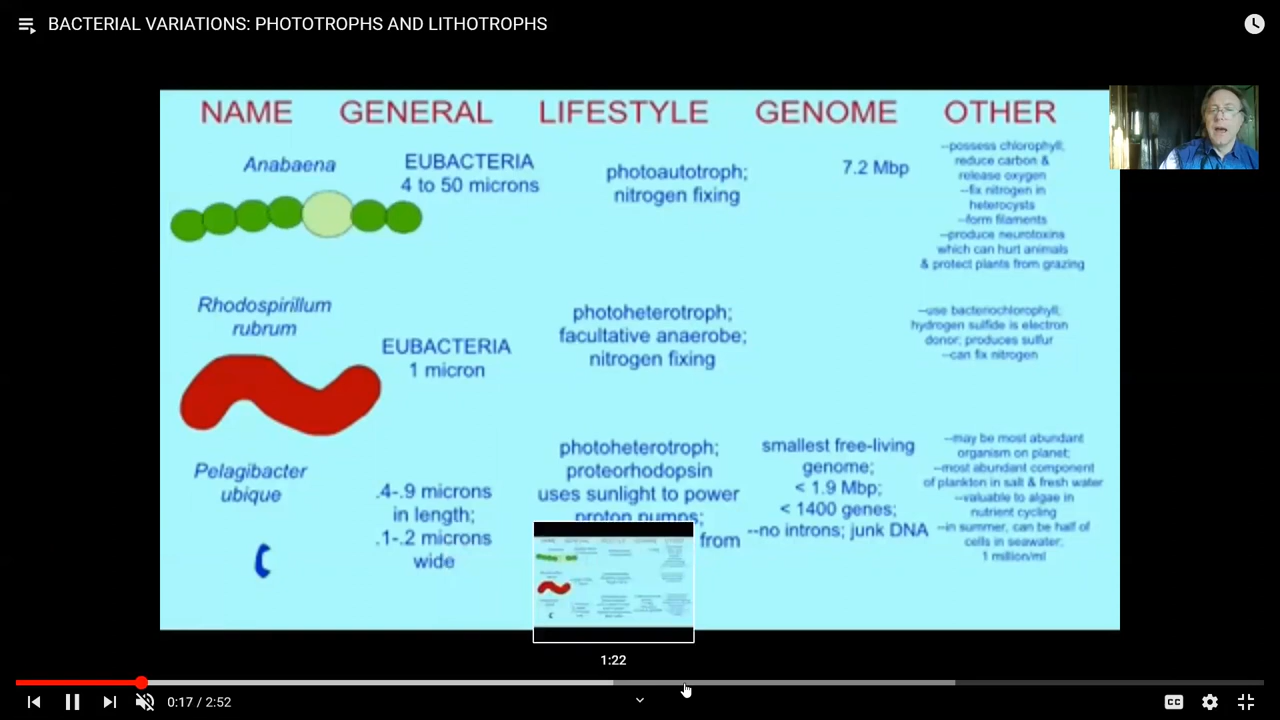 BACTERIAL VARIATIONS: PHOTOTROPHS AND LITHOTROPHS
NAME GENERAL LIFESTYLE GENOME OTHER
Anabaena
EUBACTERIA
4 to 50 microns
photoautotroph;
nitrogen fixing
7.2 Mbp
--possess chlorophyll;
reduce carbon &
release oxygen
--fix nitrogen in
heterocysts
--form filaments
--produce neurotoxins
which can hurt animals
& protect plants from grazing
Rhodospirillum
rubrum
EUBACTERIA
1 micron
photoheterotroph;
facultative anaerobe;
nitrogen fixing
--use bacteriochlorophyll;
hydrogen sulfide is electron
donor; produces sulfur
--can fix nitrogen
Pelagibacter
ubique
.4-.9 microns
in length;
.1-.2 microns
wide
photoheterotroph;
proteorhodopsin
uses sunlight to power
proton pumps;
from
smallest free-living
genome;
< 1.9 Mbp;
< 1400 genes;
--no introns; junk DNA
--may be most abundant
organism on planet;
--most abundant component
of plankton in salt & fresh water
--valuable to algae in
nutrient cycling
--in summer, can be half of
cells in seawater;
1 million/ml
1:22
0:17 / 2:52
CC